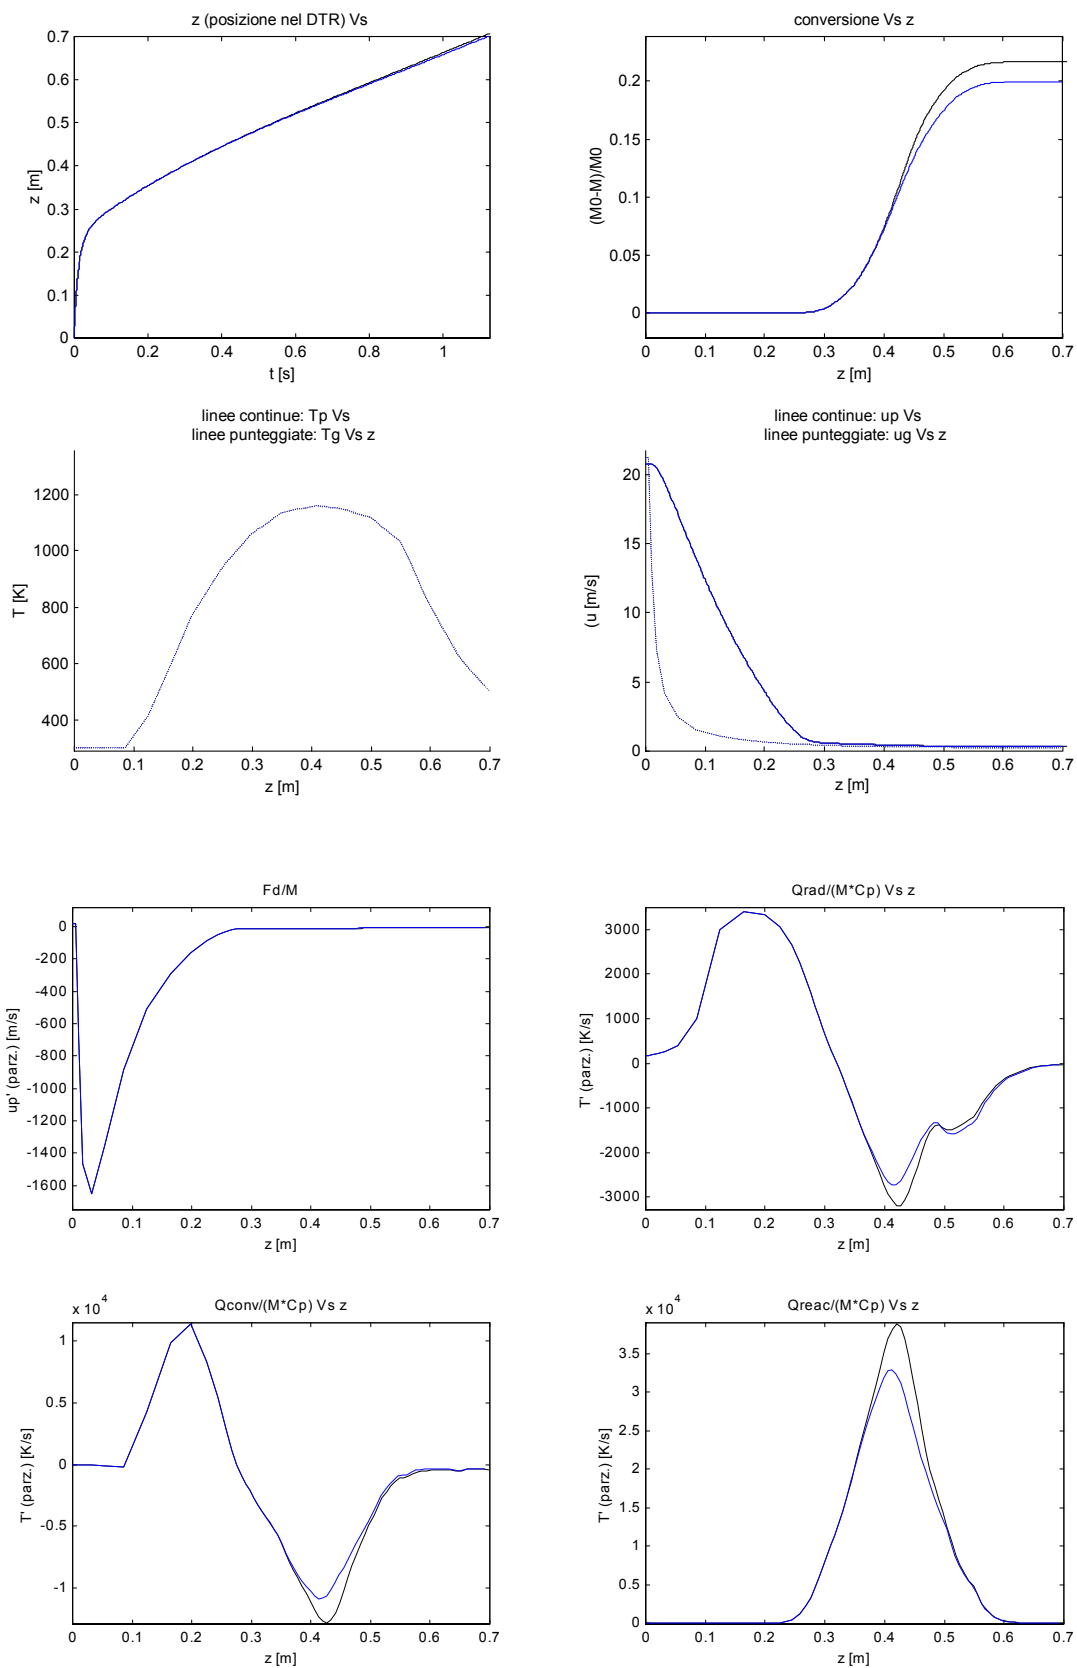 z (posizione nel DTR) Vs
0.7
0.6
0.5
0.4
0.3
0.2
0.1
0
z [m]
0 0.2 0.4 0.6 0.8 1
t [s]
conversione Vs z
0.2
0.15
0.1
0.05
0
(M0-M)/M0
0 0.1 0.2 0.3 0.4 0.5 0.6 0.7
z [m]
linee continue: Tp Vs
linee punteggiate: Tg Vs z
1200
1000
800
600
400
T [K]
0 0.1 0.2 0.3 0.4 0.5 0.6 0.7
z [m]
linee continue: up Vs
linee punteggiate: ug Vs z
20
15
10
5
0
(u [m/s]
0 0.1 0.2 0.3 0.4 0.5 0.6 0.7
z [m]
Fd/M
0
-200
-400
-600
-800
-1000
-1200
-1400
-1600
up' (parz.) [m/s]
0 0.1 0.2 0.3 0.4 0.5 0.6 0.7
z [m]
Qrad/(M*Cp) Vs z
3000
2000
1000
0
-1000
-2000
-3000
T' (parz.) [K/s]
0 0.1 0.2 0.3 0.4 0.5 0.6 0.7
z [m]
x 10^4
Qconv/(M*Cp) Vs z
1
0.5
0
-0.5
-1
T' (parz.) [K/s]
0 0.1 0.2 0.3 0.4 0.5 0.6 0.7
z [m]
x 10^4
Qreac/(M*Cp) Vs z
3.5
3
2.5
2
1.5
1
0.5
0
T' (parz.) [K/s]
0 0.1 0.2 0.3 0.4 0.5 0.6 0.7
z [m]